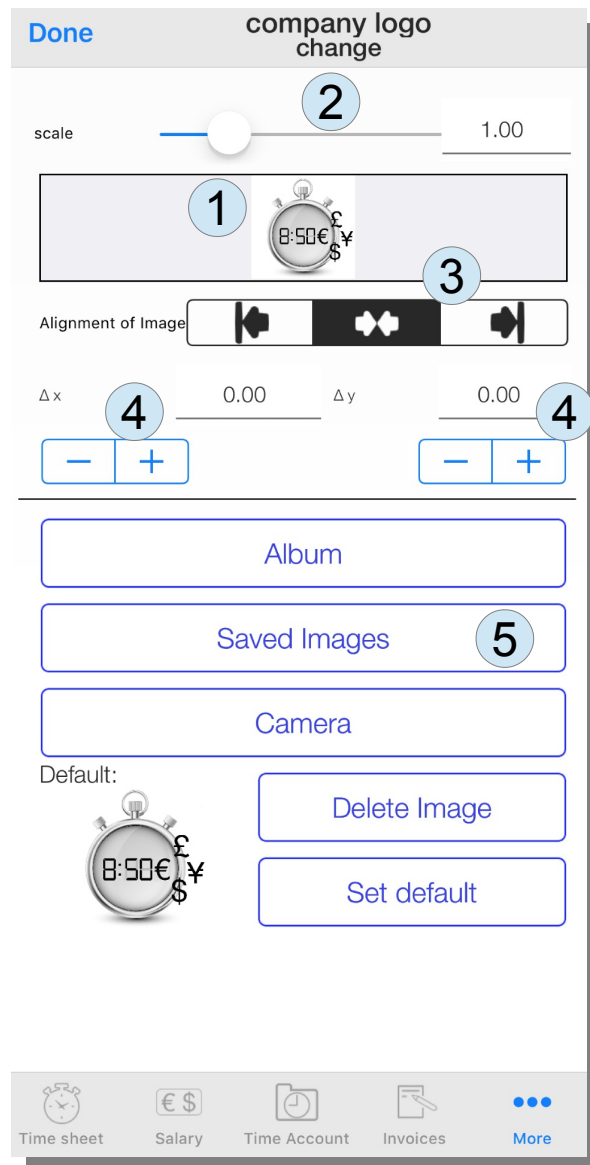 Done
company logo
change
2
scale
1.00
1
8:50€
£
¥
$
3
Alignment of Image
Δ x
0.00
Δ y
0.00
4
4
− +
− +
Album
Saved Images
5
Camera
Default:
8:50€
£
¥
$
Delete Image
Set default
€ $
Time sheet
Salary
Time Account
Invoices
More